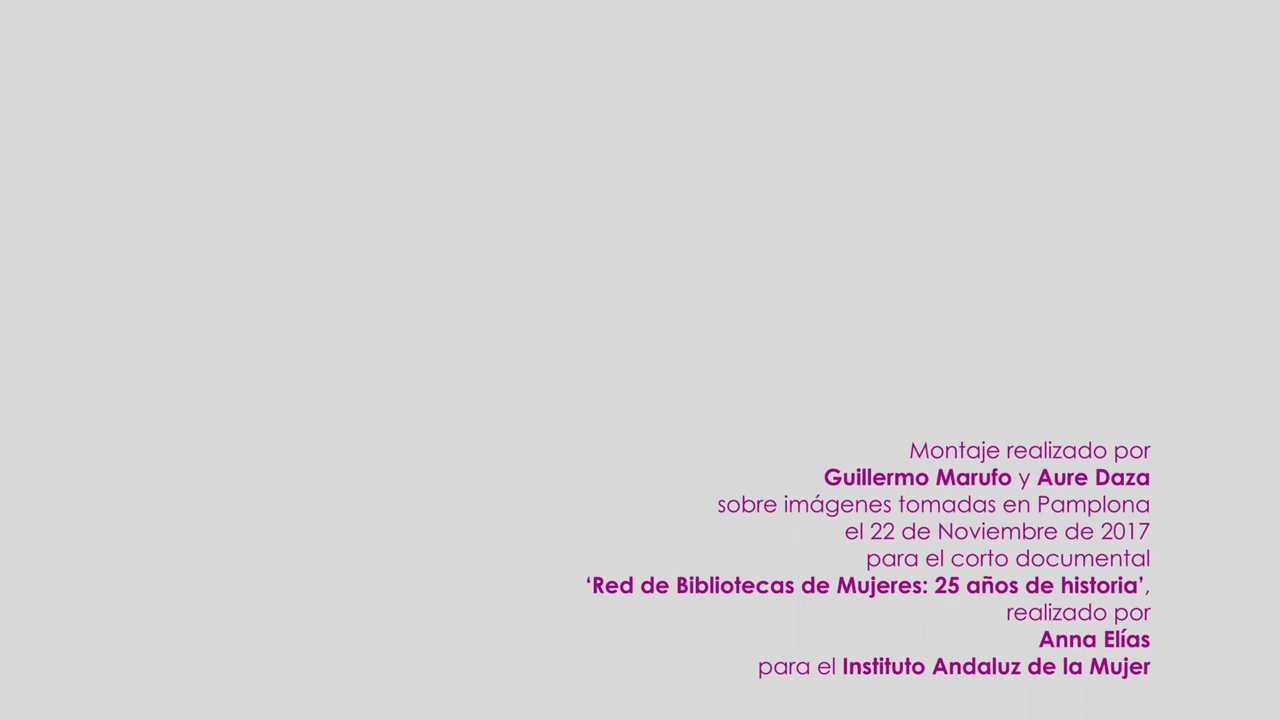 Montaje realizado por
Guillermo Marufo y Aure Daza
sobre imágenes tomadas en Pamplona
el 22 de Noviembre de 2017
para el corto documental
‘Red de Bibliotecas de Mujeres: 25 años de historia’,
realizado por
Anna Elías
para el Instituto Andaluz de la Mujer